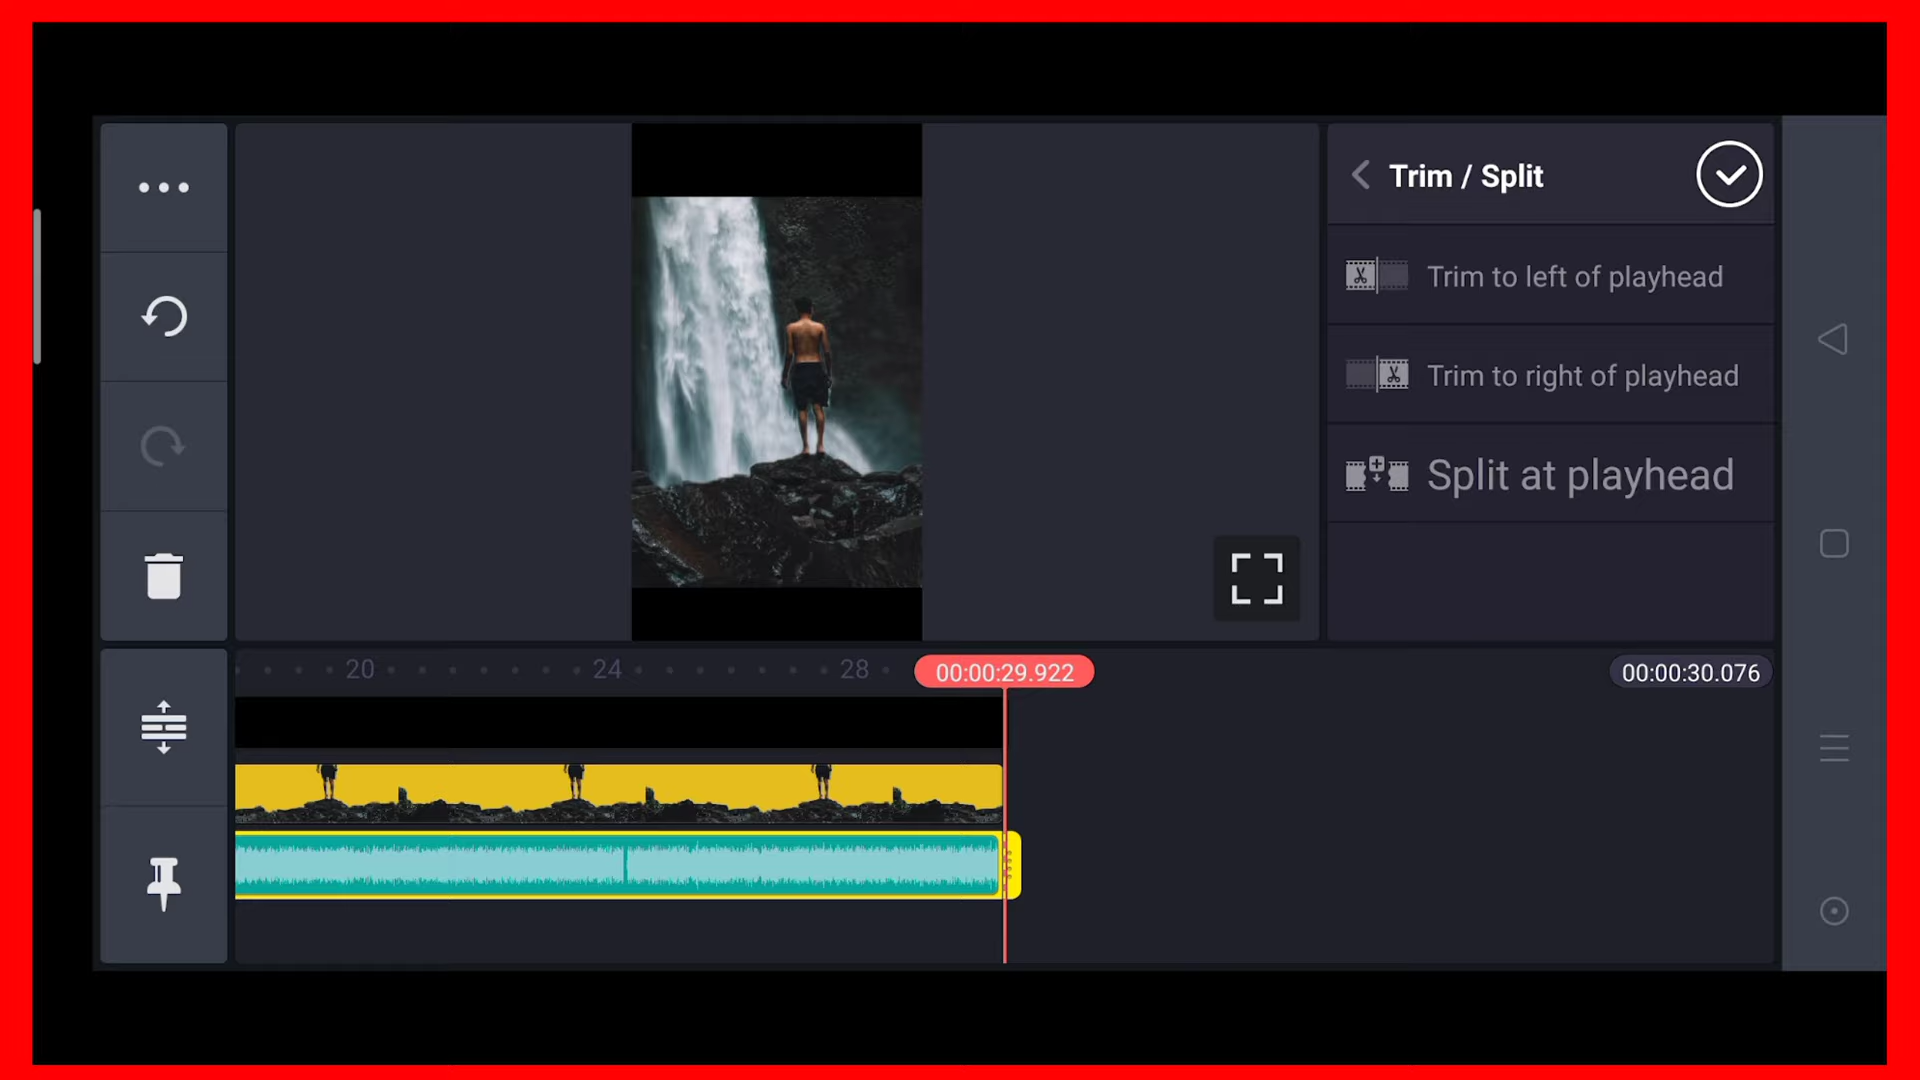 Trim / Split
Trim to left of playhead
Trim to right of playhead
Split at playhead
20
24
28
00:00:29.922
00:00:30.076